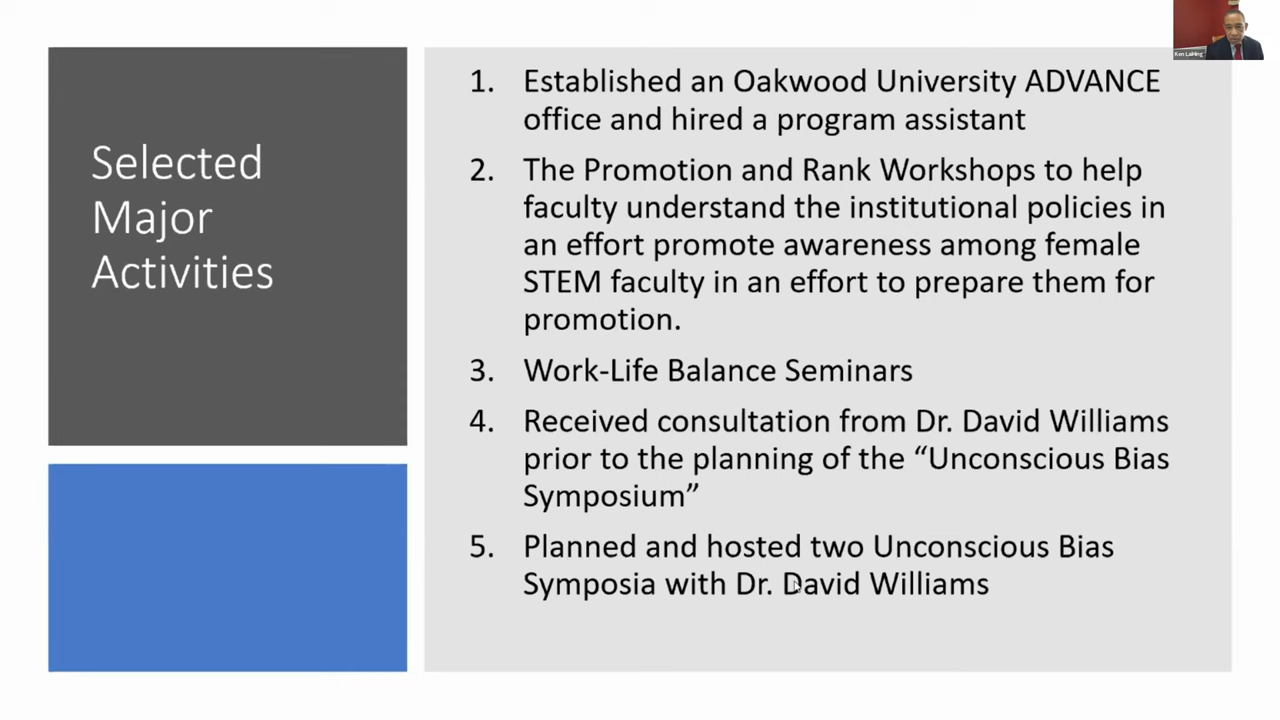 Selected
Major
Activities
1. Established an Oakwood University ADVANCE
office and hired a program assistant
2. The Promotion and Rank Workshops to help
faculty understand the institutional policies in
an effort promote awareness among female
STEM faculty in an effort to prepare them for
promotion.
3. Work-Life Balance Seminars
4. Received consultation from Dr. David Williams
prior to the planning of the “Unconscious Bias
Symposium”
5. Planned and hosted two Unconscious Bias
Symposia with Dr. David Williams
Ken LaiHing